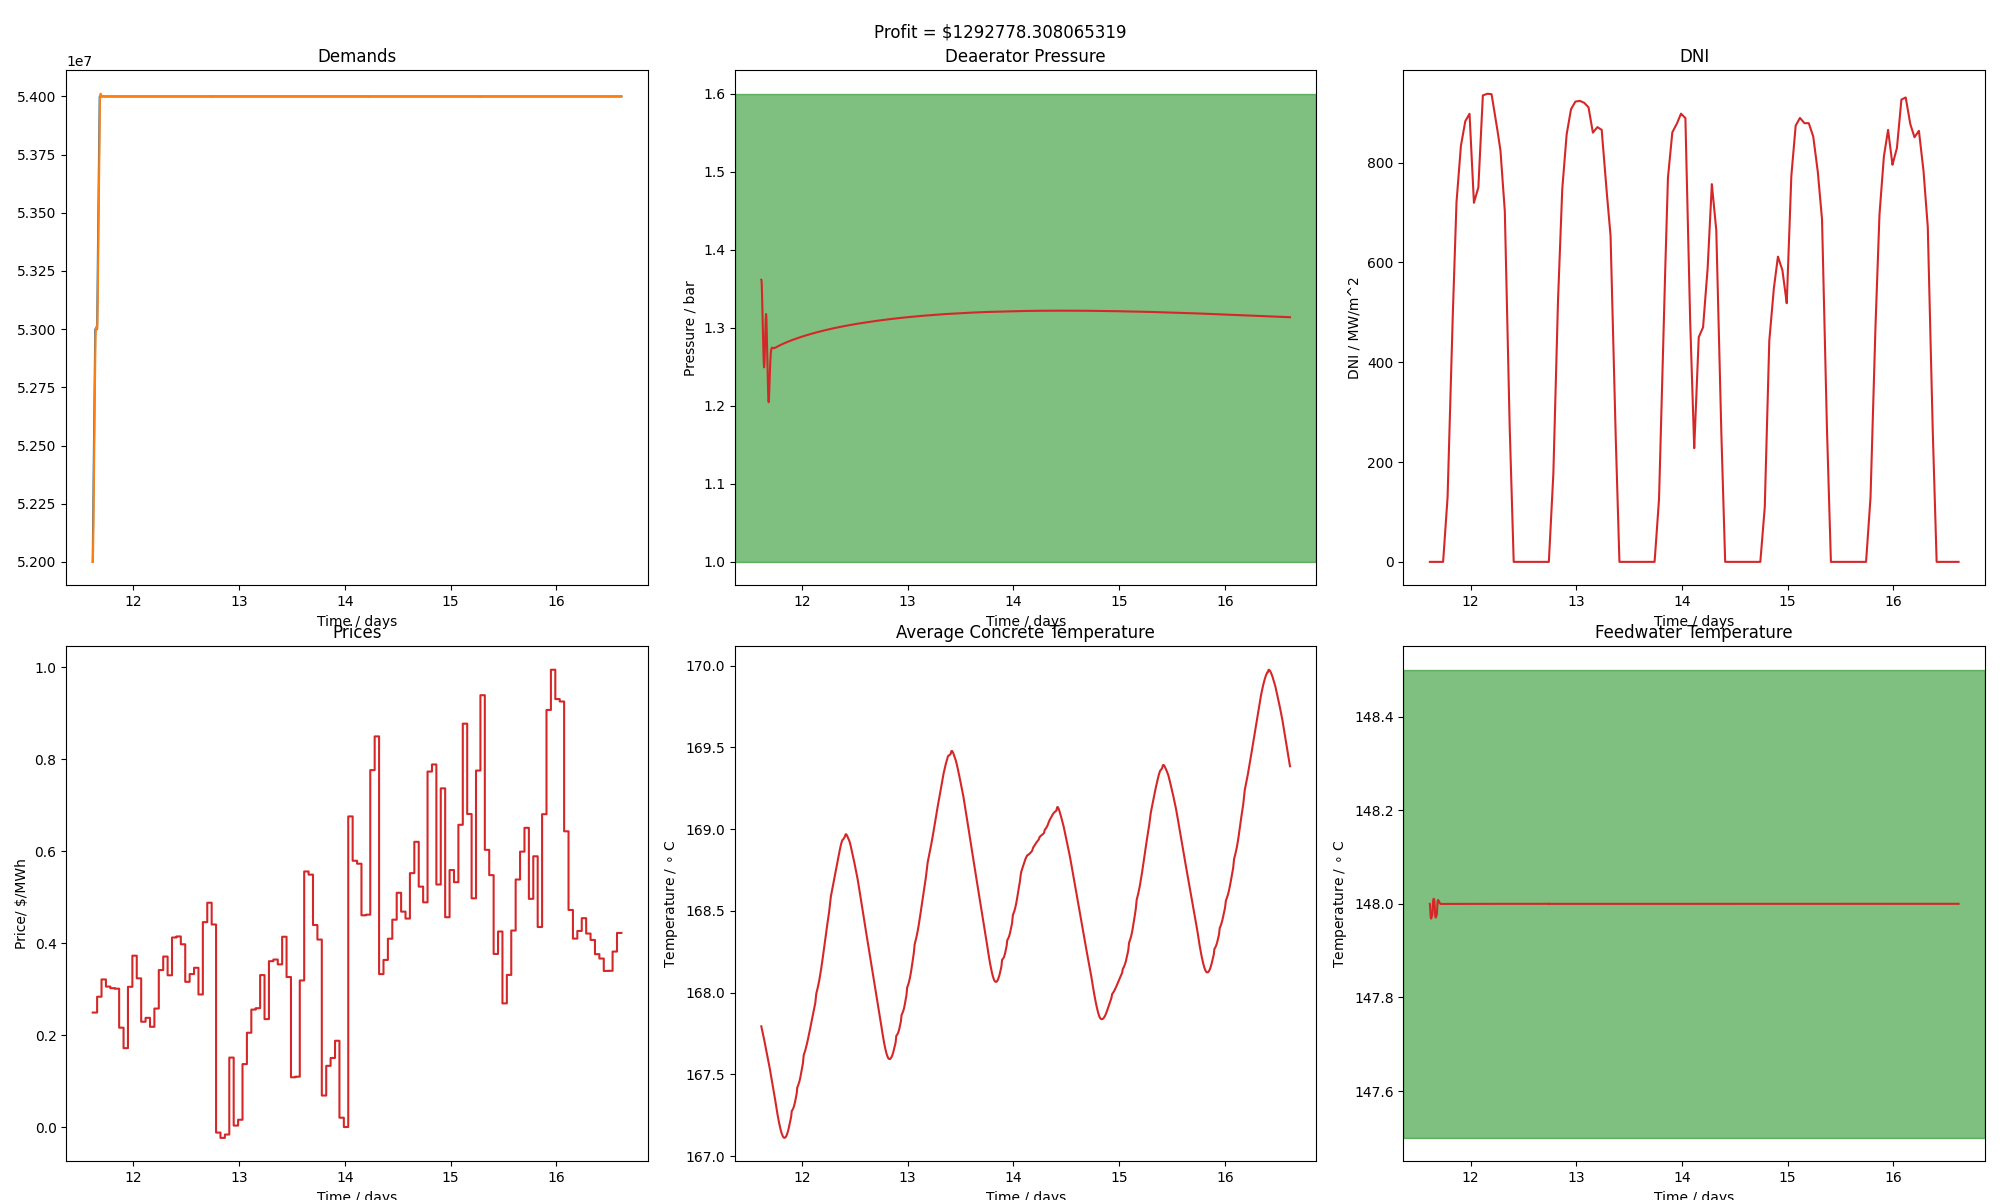 Profit = $1292778.308065319
Demands
1e7
5.400
5.375
5.350
5.325
5.300
5.275
5.250
5.225
5.200
12 13 14 15 16
Time / days
Deaerator Pressure
Pressure / bar
1.6
1.5
1.4
1.3
1.2
1.1
1.0
12 13 14 15 16
Time / days
DNI
DNI / MW/m^2
800
600
400
200
0
12 13 14 15 16
Time / days
Prices
Price/ $/MWh
1.0
0.8
0.6
0.4
0.2
0.0
12 13 14 15 16
Time / days
Average Concrete Temperature
Temperature / ∘ C
170.0
169.5
169.0
168.5
168.0
167.5
167.0
12 13 14 15 16
Time / days
Feedwater Temperature
Temperature / ∘ C
148.4
148.2
148.0
147.8
147.6
12 13 14 15 16
Time / days